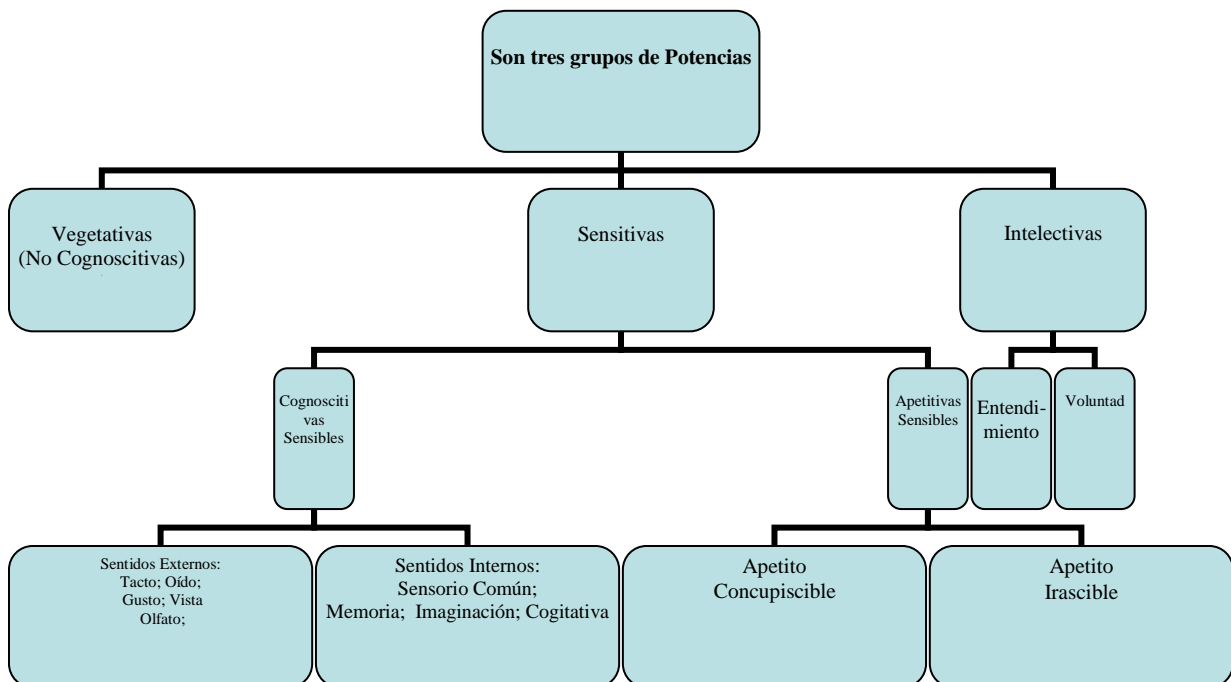 Son tres grupos de Potencias
Vegetativas
(No Cognoscitivas)
Sensitivas
Intelectivas
Cognosciti
vas
Sensibles
Apetitivas
Sensibles
Entendi-
miento
Voluntad
Sentidos Externos:
Tacto; Oído;
Gusto; Vista
Olfato;
Sentidos Internos:
Sensorio Común;
Memoria; Imaginación; Cogitativa
Apetito
Concupiscible
Apetito
Irascible